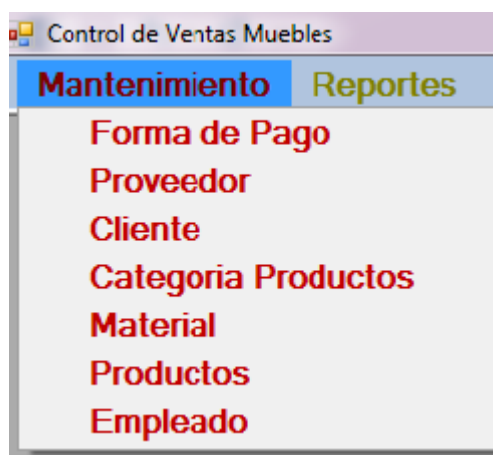 Control de Ventas Muebles
Mantenimiento Reportes
Forma de Pago
Proveedor
Cliente
Categoria Productos
Material
Productos
Empleado